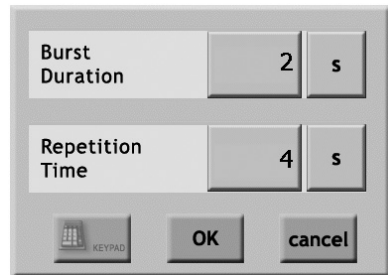 Burst
Duration
2 s
Repetition
Time
4 s
KEYPAD OK cancel